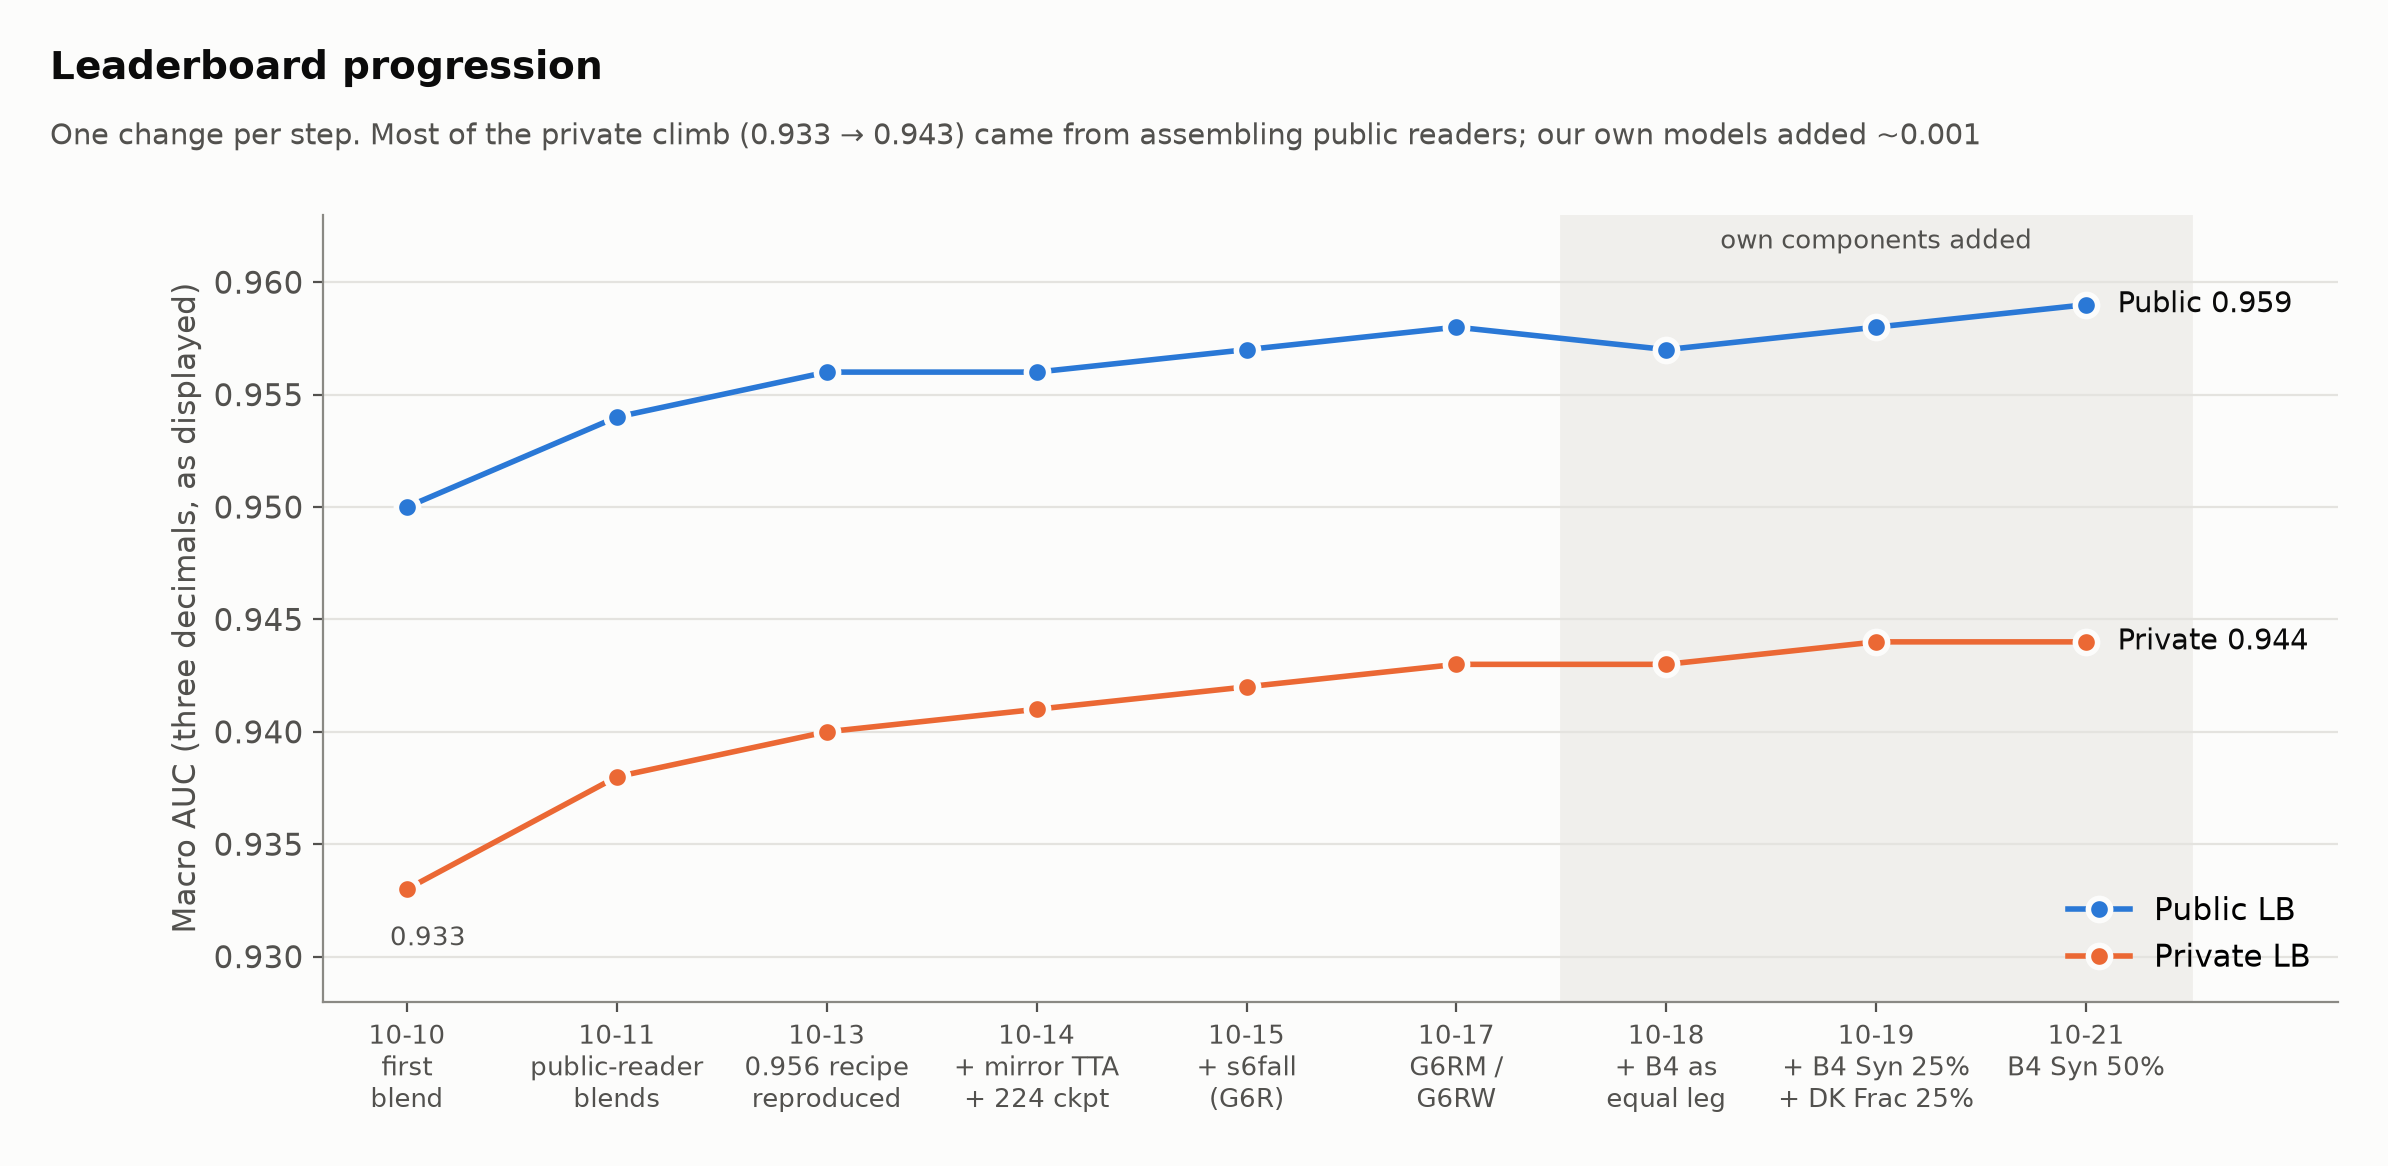 Leaderboard progression
One change per step. Most of the private climb (0.933 → 0.943) came from assembling public readers; our own models added ~0.001
own components added
Macro AUC (three decimals, as displayed)
0.960
0.955
0.950
0.945
0.940
0.935
0.930
Public 0.959
Private 0.944
0.933
Public LB
Private LB
10-10
first
blend
10-11
public-reader
blends
10-13
0.956 recipe
reproduced
10-14
+ mirror TTA
+ 224 ckpt
10-15
+ s6fall
(G6R)
10-17
G6RM /
G6RW
10-18
+ B4 as
equal leg
10-19
+ B4 Syn 25%
+ DK Frac 25%
10-21
B4 Syn 50%